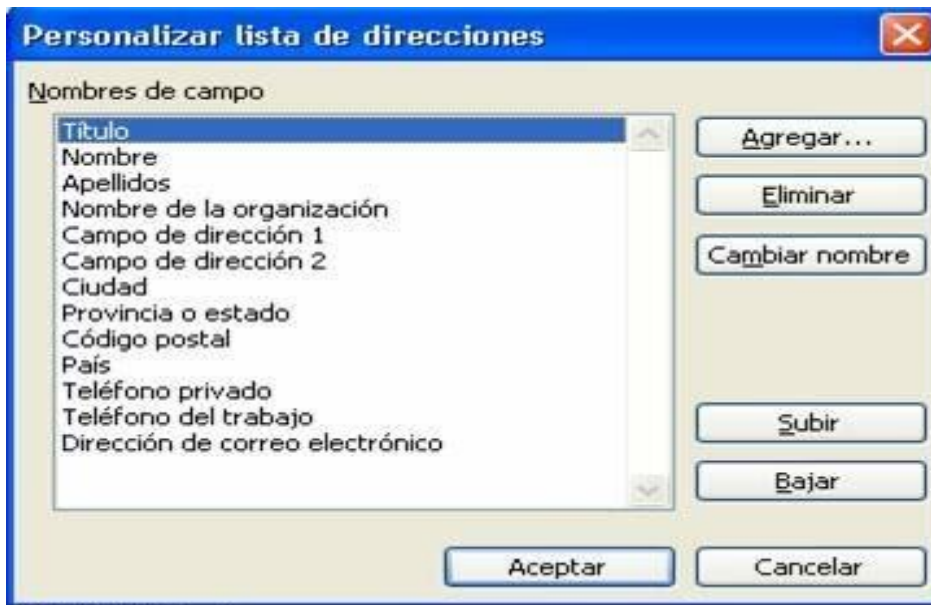 Personalizar lista de direcciones
Nombres de campo
Título
Nombre
Apellidos
Nombre de la organización
Campo de dirección 1
Campo de dirección 2
Ciudad
Provincia o estado
Código postal
País
Teléfono privado
Teléfono del trabajo
Dirección de correo electrónico
Agregar...
Eliminar
Cambiar nombre
Subir
Bajar
Aceptar
Cancelar